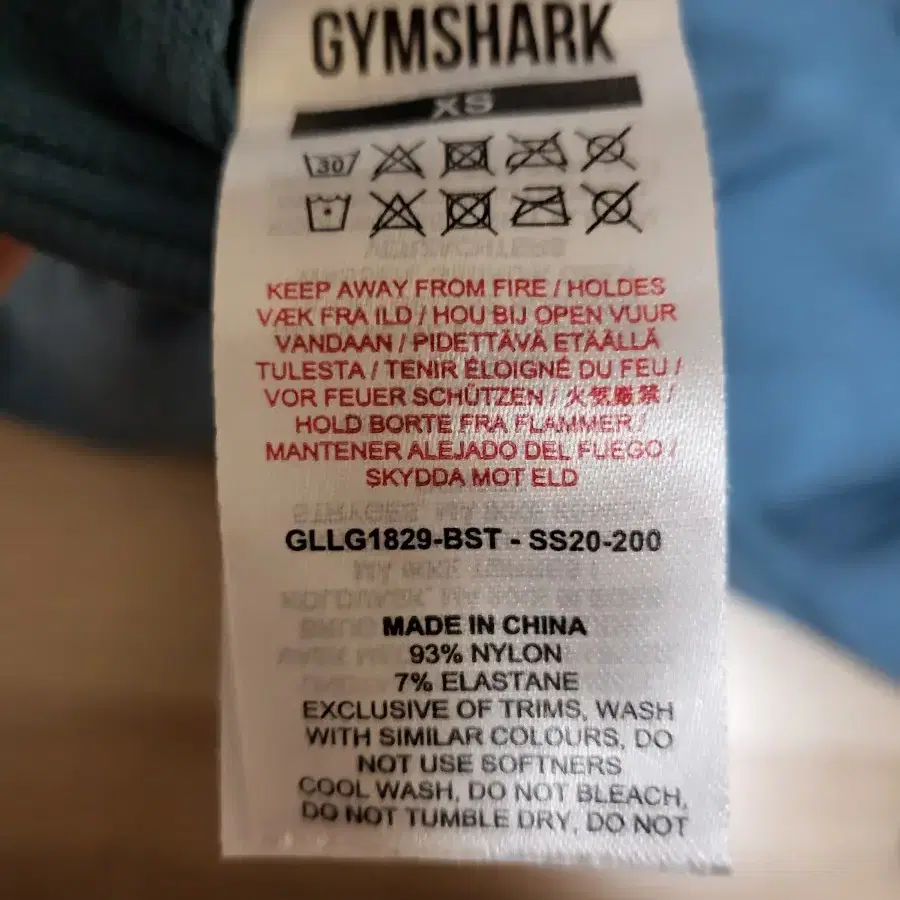 GYMSHARK
XS
30
KEEP AWAY FROM FIRE / HOLDES
VÆK FRA ILD / HOU BIJ OPEN VUUR
VANDAAN / PIDETTÄVÄ ETÄÄLLÄ
TULESTA / TENIR ÉLOIGNÉ DU FEU /
VOR FEUER SCHÜTZEN / 火気厳禁 /
HOLD BORTE FRA FLAMMER /
MANTENER ALEJADO DEL FUEGO /
SKYDDA MOT ELD
GLLG1829-BST - SS20-200
MADE IN CHINA
93% NYLON
7% ELASTANE
EXCLUSIVE OF TRIMS, WASH
WITH SIMILAR COLOURS, DO
NOT USE SOFTNERS
COOL WASH, DO NOT BLEACH,
DO NOT TUMBLE DRY, DO NOT